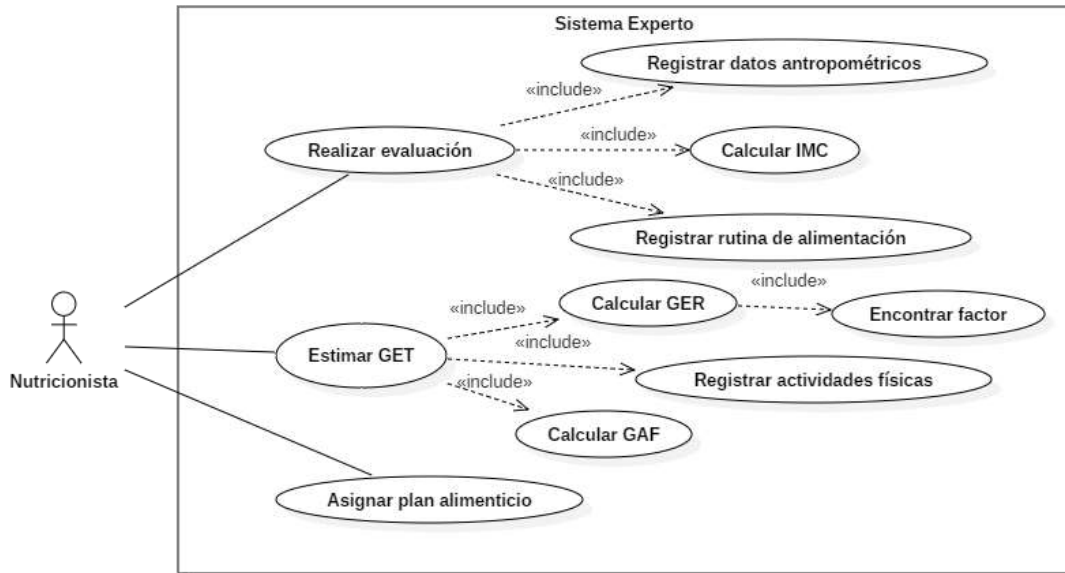 Sistema Experto
Registrar datos antropométricos
«include»
«include»
Realizar evaluación
Calcular IMC
«include»
Registrar rutina de alimentación
«include»
Calcular GER
«include»
Encontrar factor
Nutricionista
Estimar GET
«include»
Registrar actividades físicas
«include»
Calcular GAF
Asignar plan alimenticio